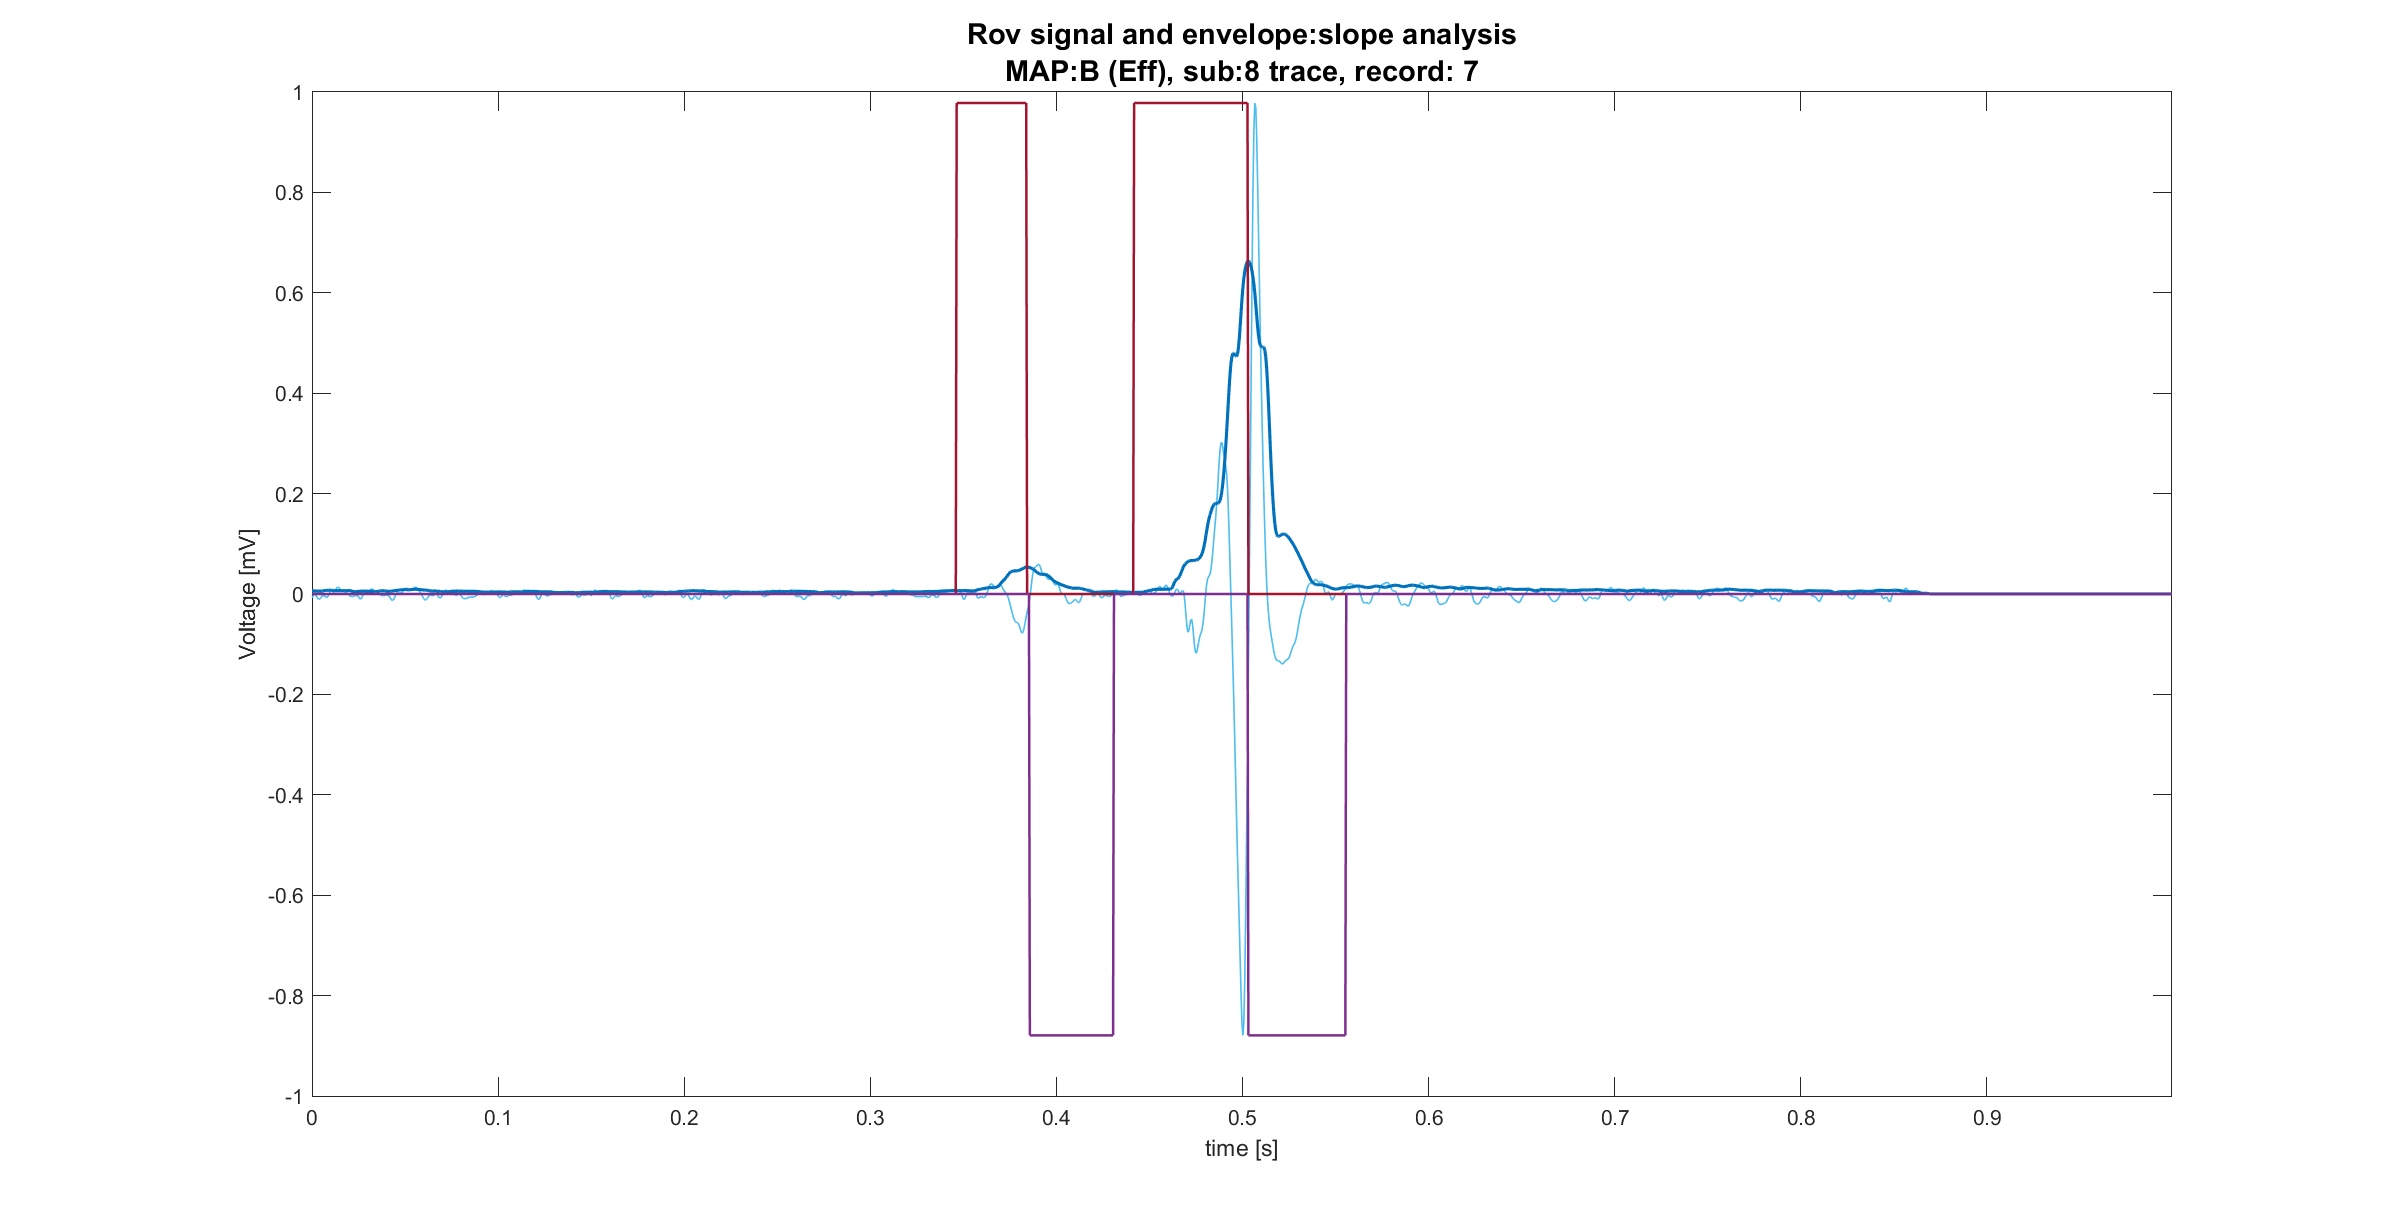 Rov signal and envelope:slope analysis
MAP:B (Eff), sub:8 trace, record: 7
1
0.8
0.6
0.4
0.2
0
-0.2
-0.4
-0.6
-0.8
-1
Voltage [mV]
0 0.1 0.2 0.3 0.4 0.5 0.6 0.7 0.8 0.9
time [s]